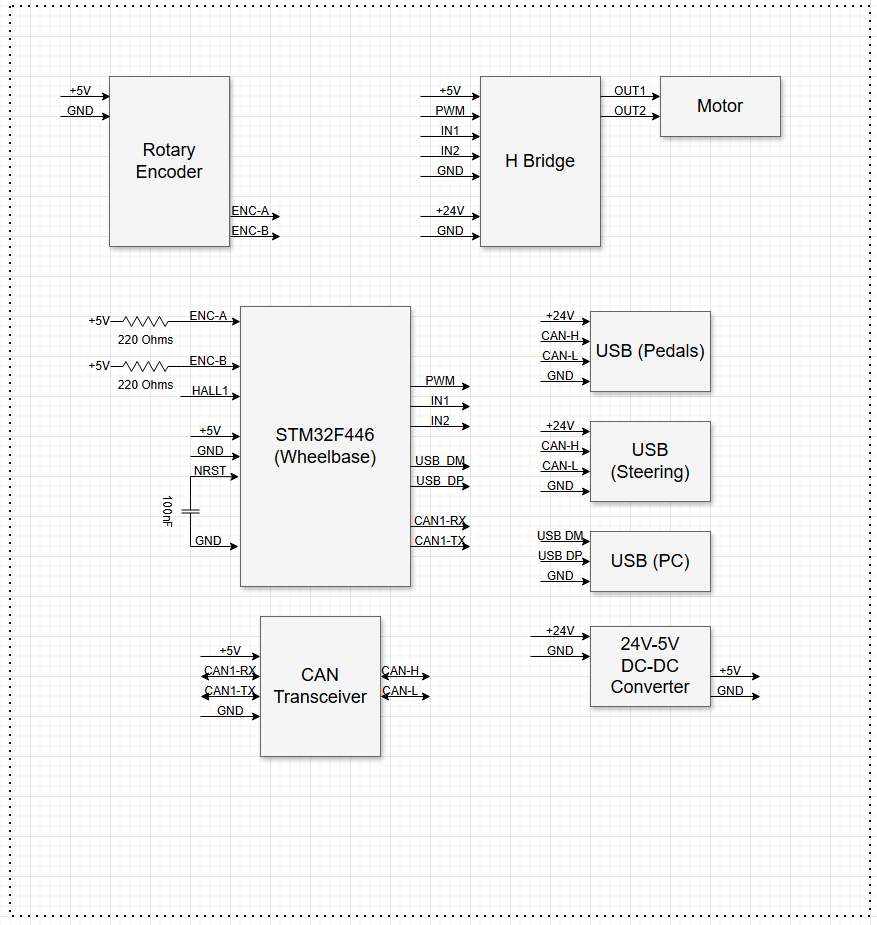 +5V
GND
Rotary
Encoder
ENC-A
ENC-B
+5V
PWM
IN1
IN2
GND
+24V
GND
H Bridge
OUT1
OUT2
Motor
+5V
ENC-A
220 Ohms
+5V
ENC-B
220 Ohms
HALL1
+5V
GND
NRST
100nF
GND
STM32F446
(Wheelbase)
PWM
IN1
IN2
USB_DM
USB_DP
CAN1-RX
CAN1-TX
+24V
CAN-H
CAN-L
GND
USB (Pedals)
+24V
CAN-H
CAN-L
GND
USB
(Steering)
USB DM
USB DP
GND
USB (PC)
+5V
CAN1-RX
CAN1-TX
GND
CAN
Transceiver
CAN-H
CAN-L
+24V
GND
24V-5V
DC-DC
Converter
+5V
GND